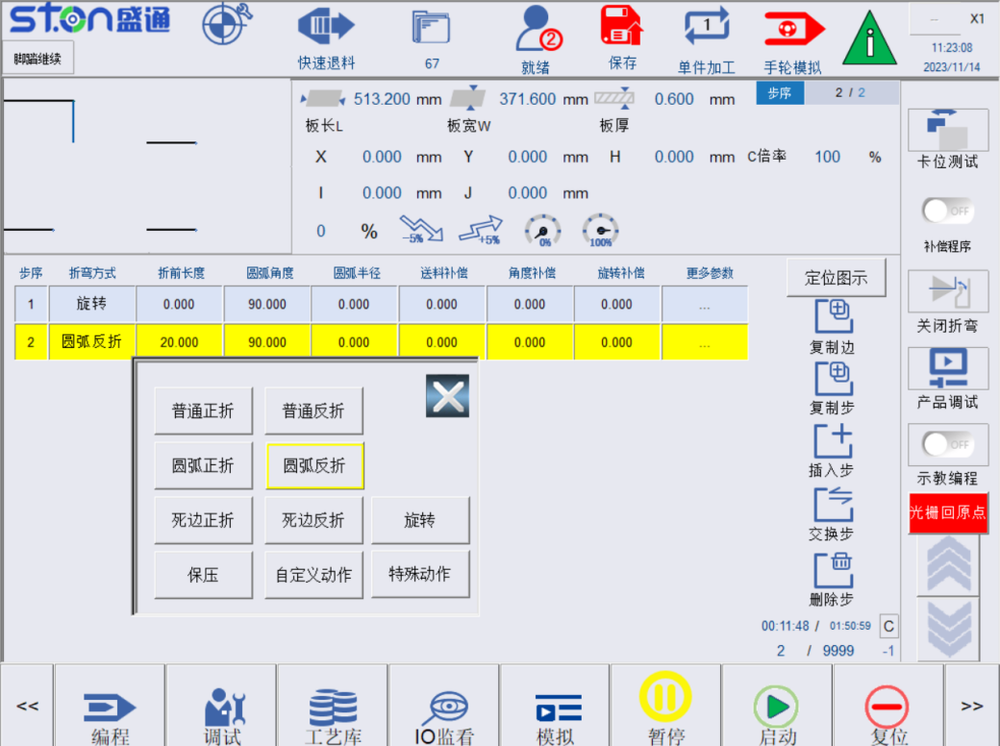 STON盛通
X1
脚踏继续
快速退料
67
2
就绪
保存
1
单件加工
手轮模拟
11:23:08
2023/11/14
513.200 mm
371.600 mm
0.600 mm
步序
2 / 2
板长L
板宽W
板厚
X 0.000 mm Y 0.000 mm H 0.000 mm C倍率 100 %
I 0.000 mm J 0.000 mm
0 %
-5%
+5%
0%
100%
步序 折弯方式 折前长度 圆弧角度 圆弧半径 送料补偿 角度补偿 旋转补偿 更多参数
1 旋转 0.000 90.000 0.000 0.000 0.000 0.000 ...
2 圆弧反折 20.000 90.000 0.000 0.000 0.000 0.000 ...
普通正折 普通反折
圆弧正折 圆弧反折
死边正折 死边反折 旋转
保压 自定义动作 特殊动作
定位图示
复制边
复制步
插入步
交换步
删除步
00:11:48 / 01:50:59 C
2 / 9999 -1
卡位测试
OFF
补偿程序
关闭折弯
产品调试
OFF
示教编程
光栅回原点
<<
编程
调试
工艺库
IO监看
模拟
暂停
启动
复位
>>